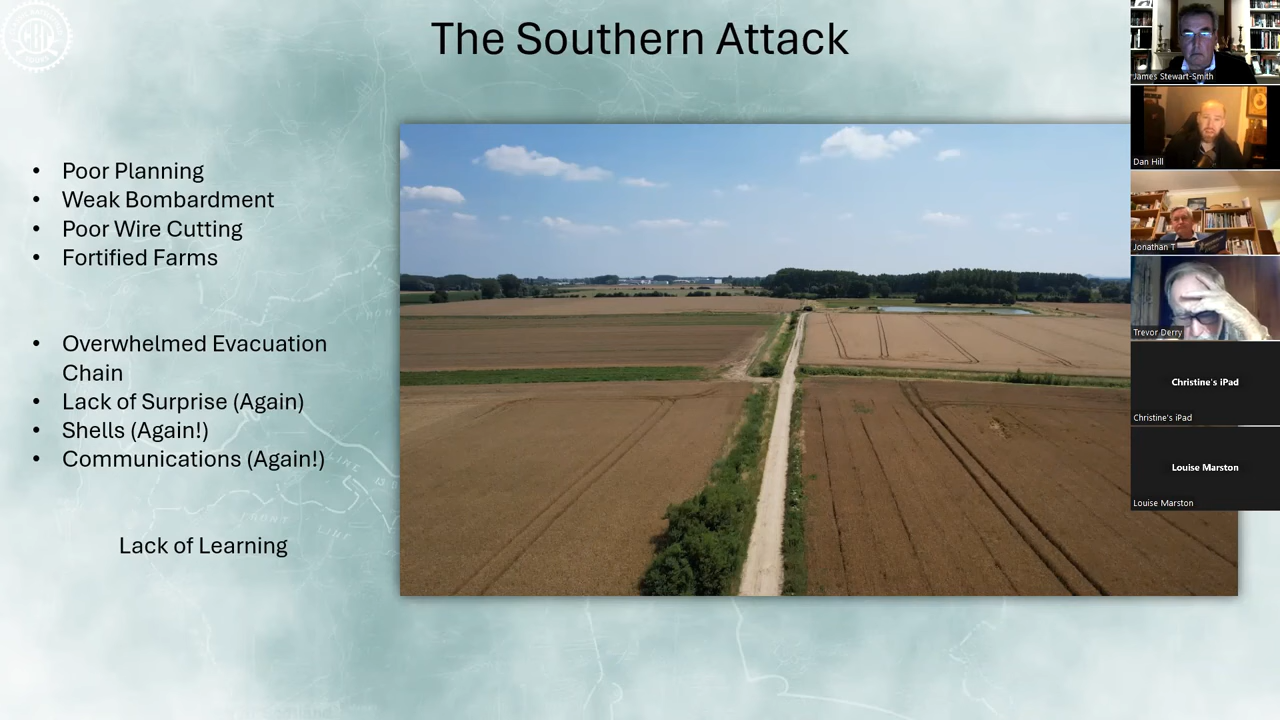 The Southern Attack
• Poor Planning
• Weak Bombardment
• Poor Wire Cutting
• Fortified Farms
• Overwhelmed Evacuation
Chain
• Lack of Surprise (Again)
• Shells (Again!)
• Communications (Again!)
Lack of Learning
James Stewart-Smith
Dan Hill
Jonathan T
Trevor Derry
Christine's iPad
Christine's iPad
Louise Marston
Louise Marston